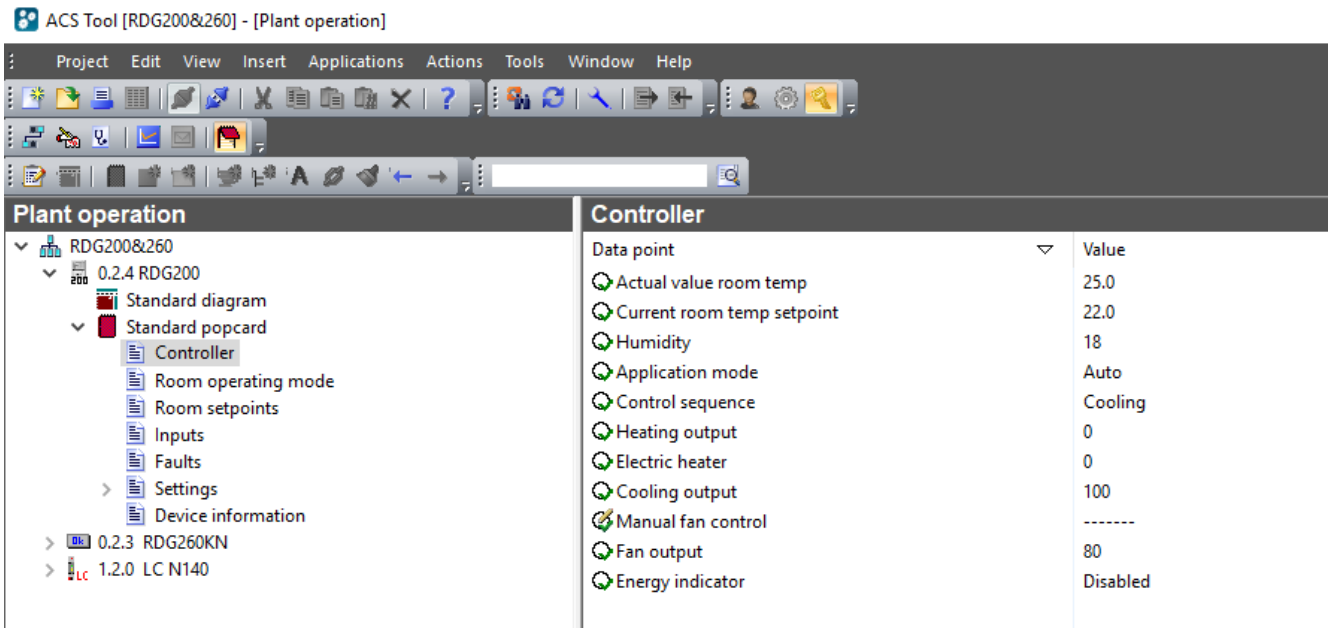 ACS Tool [RDG200&260] - [Plant operation]
Project Edit View Insert Applications Actions Tools Window Help
Plant operation
RDG200&260
0.2.4 RDG200
Standard diagram
Standard popcard
Controller
Room operating mode
Room setpoints
Inputs
Faults
Settings
Device information
0.2.3 RDG260KN
LC 1.2.0 LC N140
Controller
Data point Value
Actual value room temp 25.0
Current room temp setpoint 22.0
Humidity 18
Application mode Auto
Control sequence Cooling
Heating output 0
Electric heater 0
Cooling output 100
Manual fan control -------
Fan output 80
Energy indicator Disabled